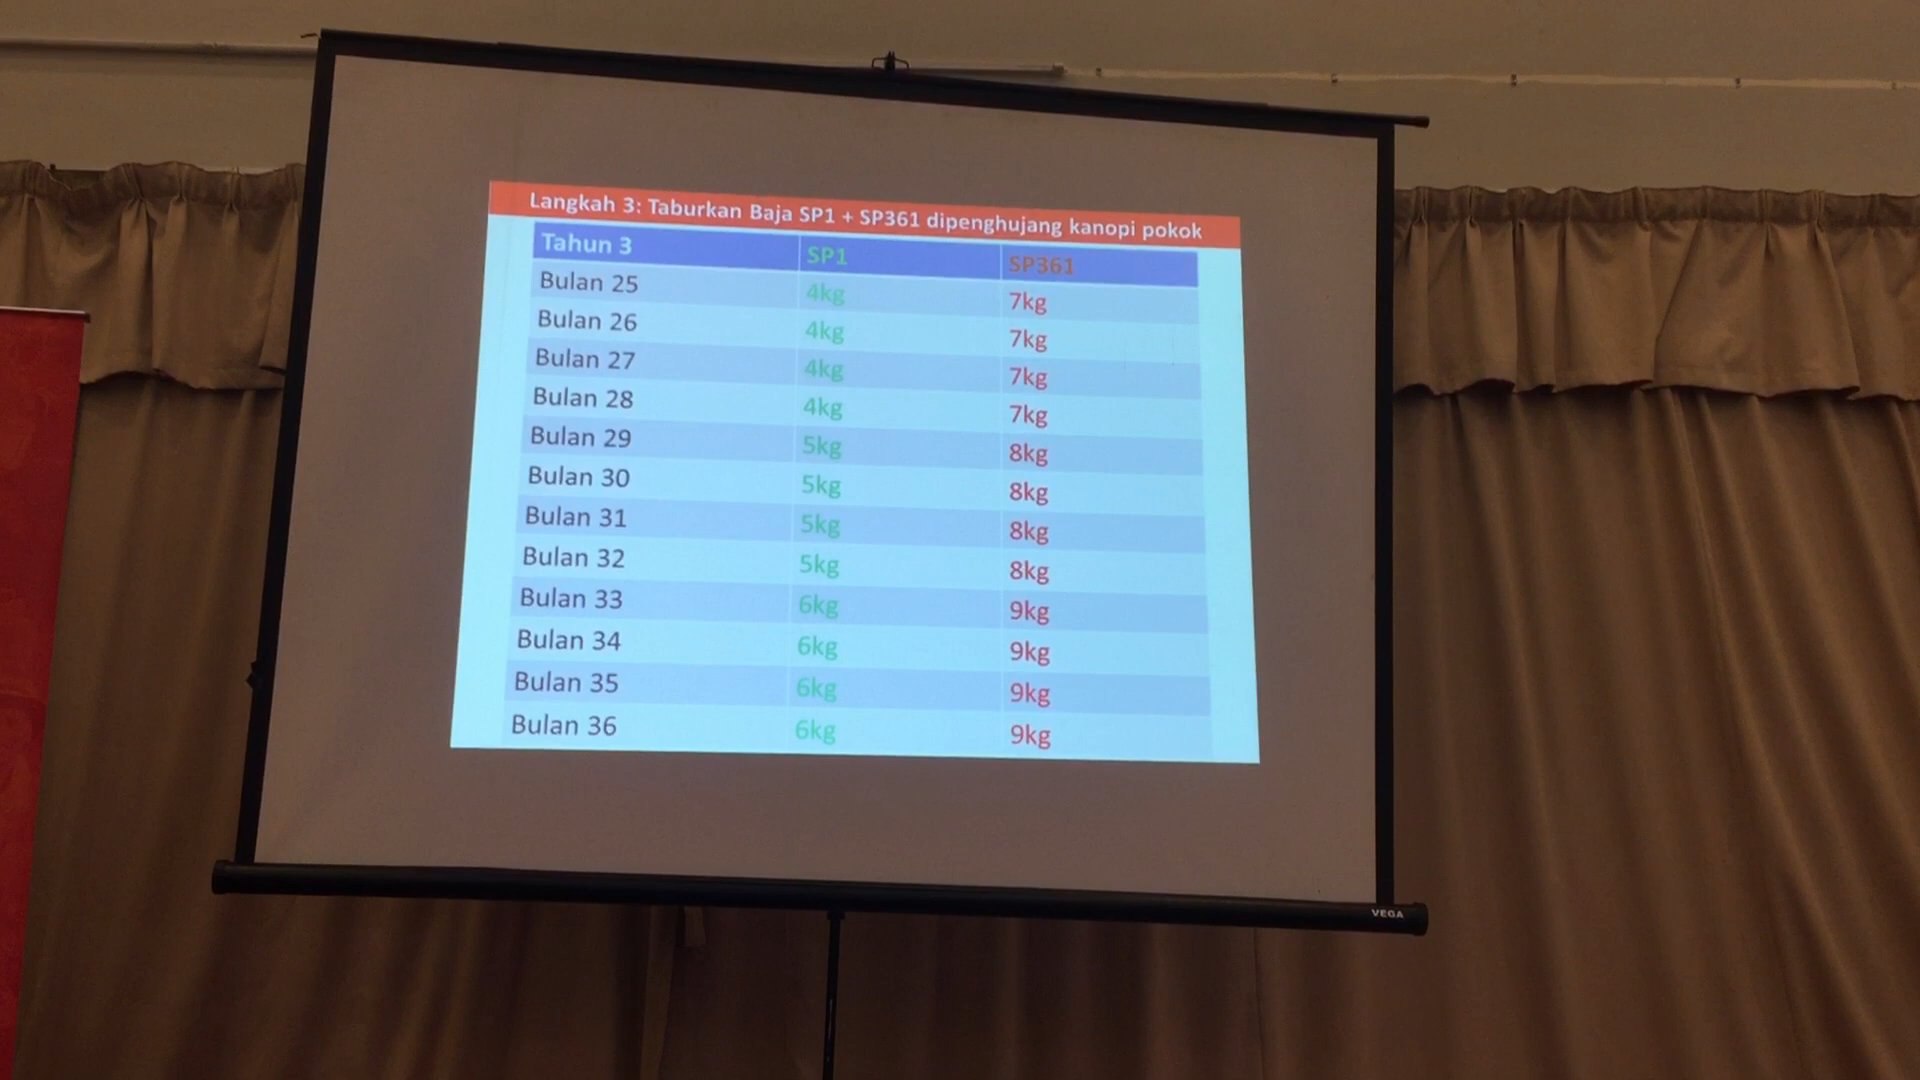 Langkah 3: Taburkan Baja SP1 + SP361 dipenghujang kanopi pokok
Tahun 3 SP1 SP361
Bulan 25 4kg 7kg
Bulan 26 4kg 7kg
Bulan 27 4kg 7kg
Bulan 28 4kg 7kg
Bulan 29 5kg 8kg
Bulan 30 5kg 8kg
Bulan 31 5kg 8kg
Bulan 32 5kg 8kg
Bulan 33 6kg 9kg
Bulan 34 6kg 9kg
Bulan 35 6kg 9kg
Bulan 36 6kg 9kg
VEGA